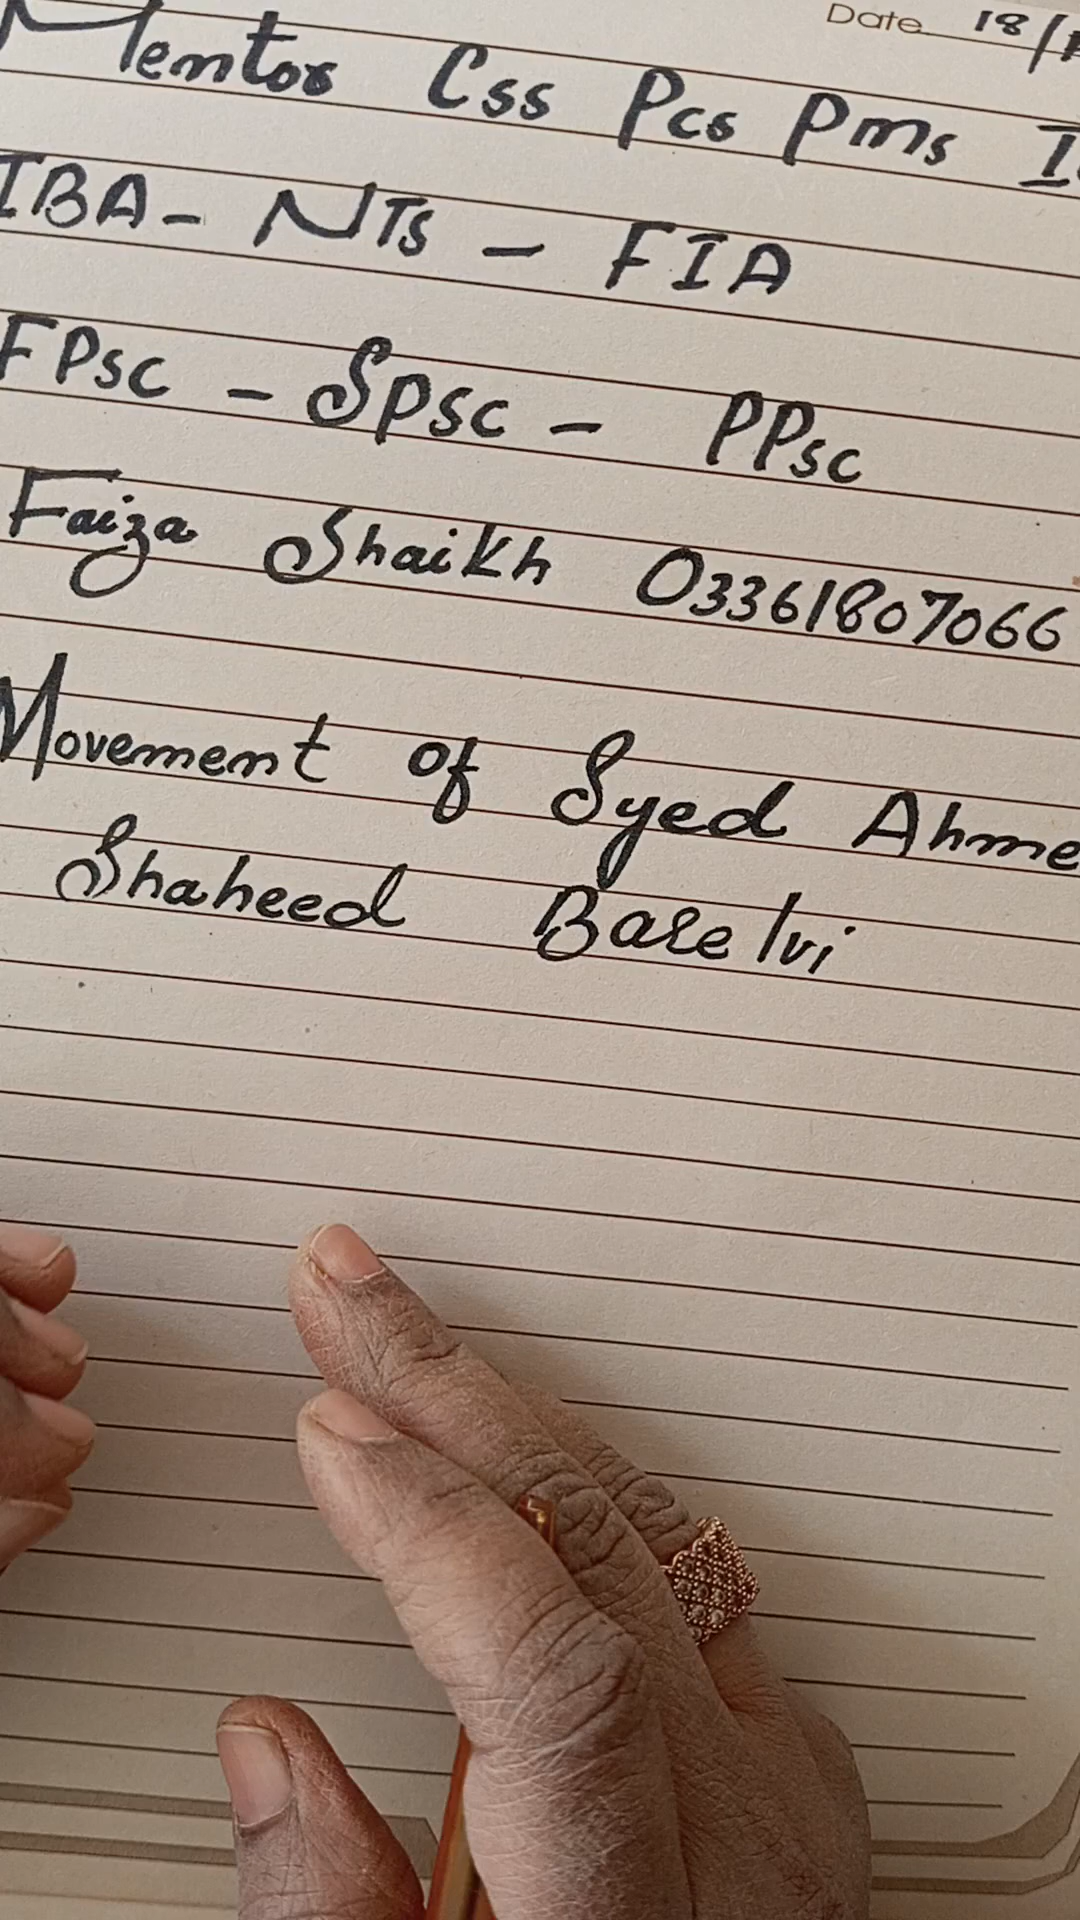 Date 18/
Mentor Css Pcs Pms
IBA - NTS - FIA
FPSC - SPSC - PPSC
Faiza Shaikh 03361807066
Movement of Syed Ahme
Shaheed Barelvi